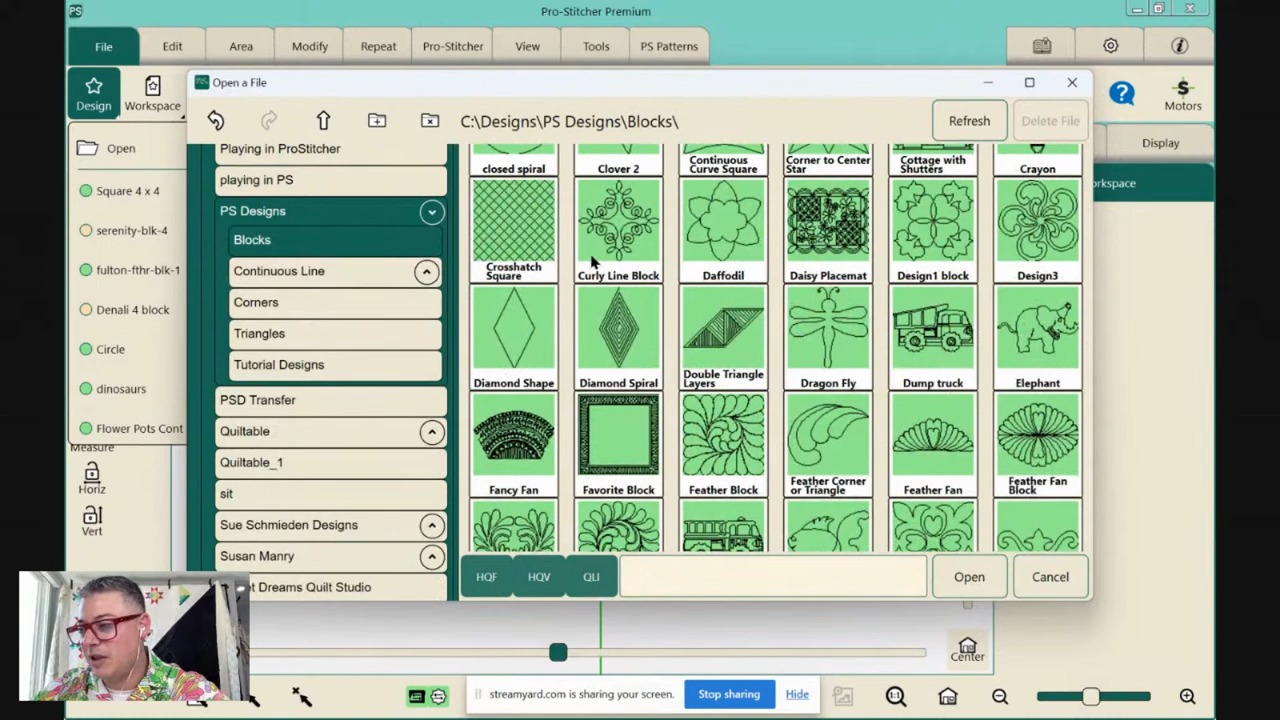 PS
Pro-Stitcher Premium
File
Edit
Area
Modify
Repeat
Pro-Stitcher
View
Tools
PS Patterns
Design
Workspace
Open
Square 4 x 4
serenity-blk-4
fulton-fthr-blk-1
Denali 4 block
Circle
dinosaurs
Flower Pots Cont
Measure
Horiz
Vert
Open a File
C:\Designs\PS Designs\Blocks\
Refresh
Delete File
Playing in ProStitcher
playing in PS
PS Designs
Blocks
Continuous Line
Corners
Triangles
Tutorial Designs
PSD Transfer
Quiltable
Quiltable_1
sit
Sue Schmieden Designs
Susan Manry
t Dreams Quilt Studio
closed spiral
Clover 2
Continuous
Curve Square
Corner to Center
Star
Cottage with
Shutters
Crayon
Crosshatch
Square
Curly Line Block
Daffodil
Daisy Placemat
Design1 block
Design3
Diamond Shape
Diamond Spiral
Double Triangle
Layers
Dragon Fly
Dump truck
Elephant
Fancy Fan
Favorite Block
Feather Block
Feather Corner
or Triangle
Feather Fan
Feather Fan
Block
HQF
HQV
QLI
Open
Cancel
Motors
Display
orkspace
Center
streamyard.com is sharing your screen.
Stop sharing
Hide